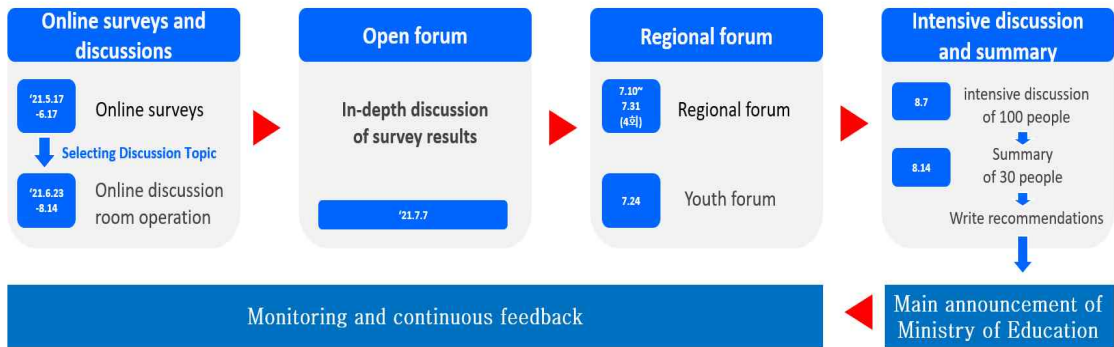 Online surveys and
discussions
'21.5.17
-6.17
Online surveys
Selecting Discussion Topic
'21.6.23
-8.14
Online discussion
room operation
Open forum
In-depth discussion
of survey results
'21.7.7
Regional forum
7.10~
7.31
(4회)
Regional forum
7.24
Youth forum
Intensive discussion
and summary
8.7
intensive discussion
of 100 people
8.14
Summary
of 30 people
Write recommendations
Monitoring and continuous feedback
Main announcement of
Ministry of Education